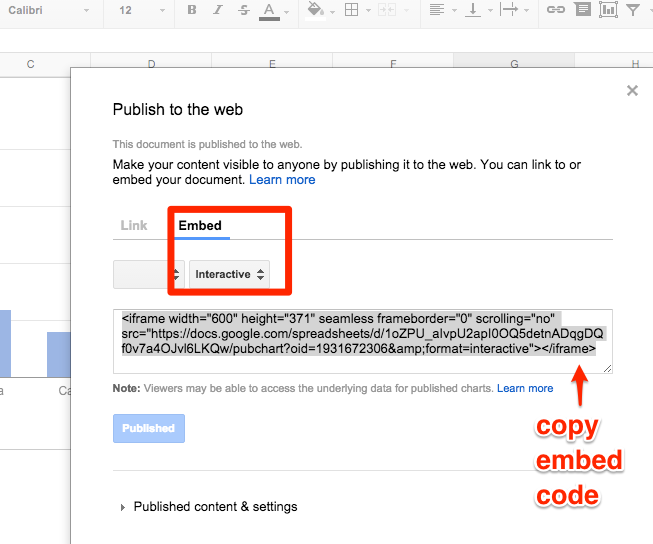 Calibri 12 B I S A
C D E F G H
Publish to the web
This document is published to the web.
Make your content visible to anyone by publishing it to the web. You can link to or
embed your document. Learn more
Link Embed
Interactive
<iframe width="600" height="371" seamless frameborder="0" scrolling="no"
src="https://docs.google.com/spreadsheets/d/1oZPU_aIvpU2apI0OQ5detnADqgDQ
f0v7a4OJvl6LKQw/pubchart?oid=1931672306&amp;format=interactive"></iframe>
a Ca
Note: Viewers may be able to access the underlying data for published charts. Learn more
Published
copy
embed
code
Published content & settings